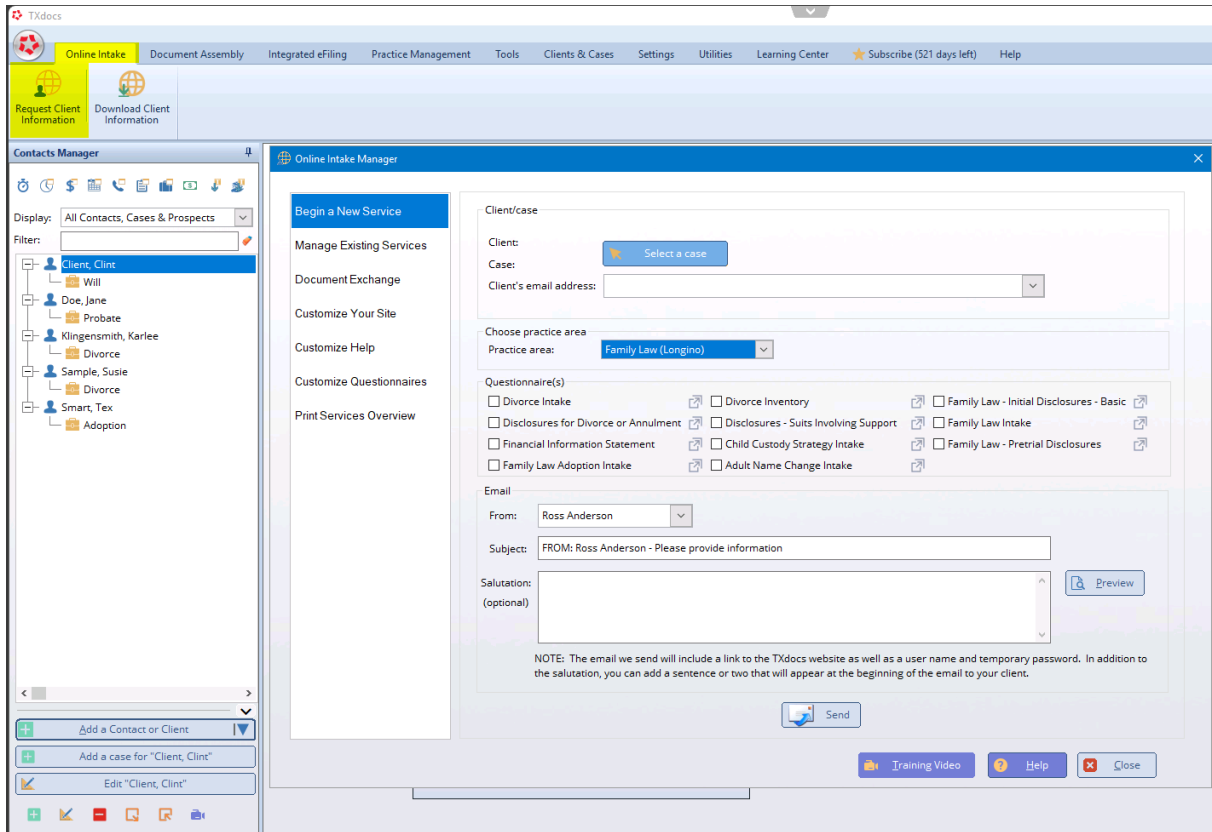 TXdocs
Online Intake
Document Assembly
Integrated eFiling
Practice Management
Tools
Clients & Cases
Settings
Utilities
Learning Center
Subscribe (521 days left)
Help
Request Client
Information
Download Client
Information
Contacts Manager
Display: All Contacts, Cases & Prospects
Filter:
Client, Clint
Will
Doe, Jane
Probate
Klingensmith, Karlee
Divorce
Sample, Susie
Divorce
Smart, Tex
Adoption
Add a Contact or Client
Add a case for "Client, Clint"
Edit "Client, Clint"
Online Intake Manager
Begin a New Service
Manage Existing Services
Document Exchange
Customize Your Site
Customize Help
Customize Questionnaires
Print Services Overview
Client/case
Client:
Case:
Select a case
Client's email address:
Choose practice area
Practice area: Family Law (Longino)
Questionnaire(s)
Divorce Intake
Divorce Inventory
Family Law - Initial Disclosures - Basic
Disclosures for Divorce or Annulment
Disclosures - Suits Involving Support
Family Law Intake
Financial Information Statement
Child Custody Strategy Intake
Family Law - Pretrial Disclosures
Family Law Adoption Intake
Adult Name Change Intake
Email
From: Ross Anderson
Subject: FROM: Ross Anderson - Please provide information
Salutation:
(optional)
Preview
NOTE: The email we send will include a link to the TXdocs website as well as a user name and temporary password. In addition to
the salutation, you can add a sentence or two that will appear at the beginning of the email to your client.
Send
Training Video
Help
Close